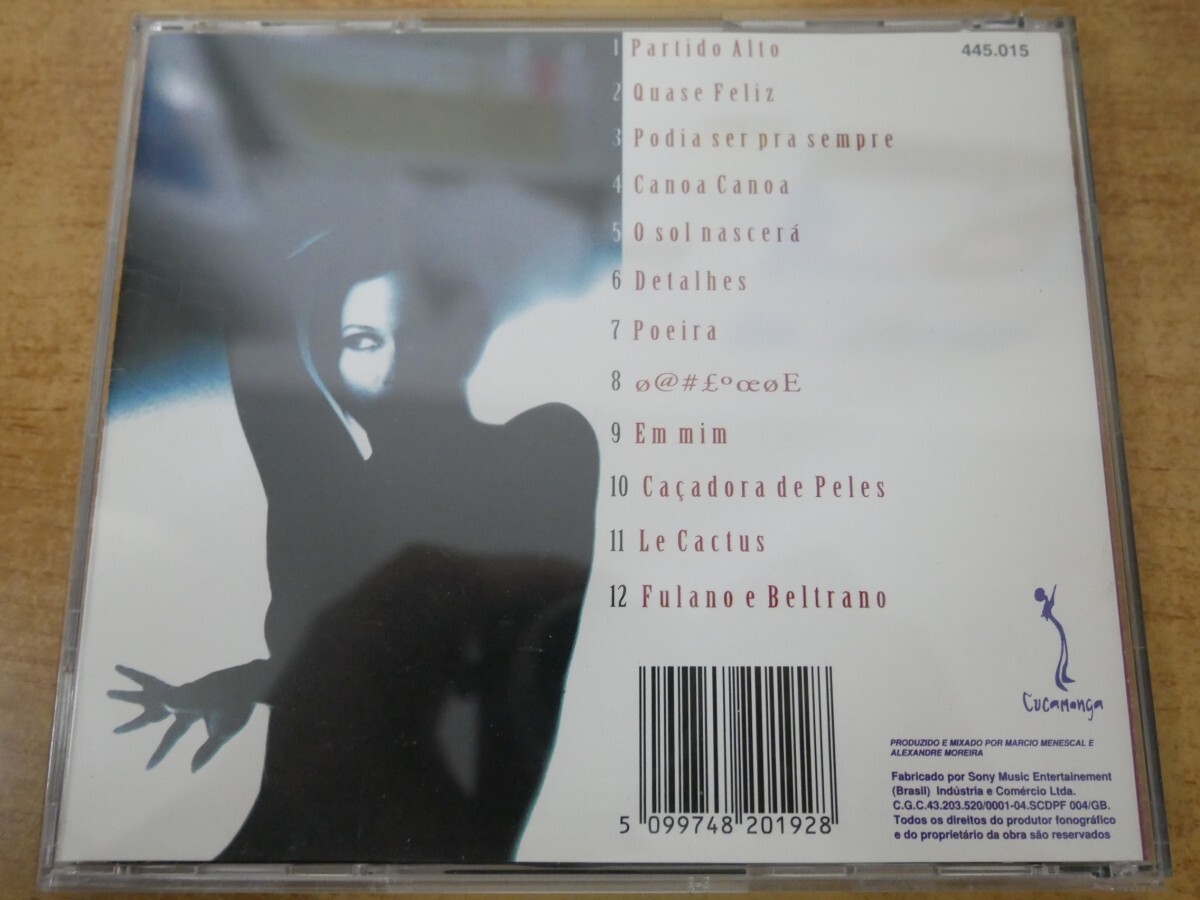 1 Partido Alto
445.015
2 Quase Feliz
3 Podia ser pra sempre
4 Canoa Canoa
5 O sol nascerá
6 Detalhes
7 Poeira
8 ø@#£ºœøE
9 Em mim
10 Caçadora de Peles
11 Le Cactus
12 Fulano e Beltrano
Cucamonga
PRODUZIDO E MIXADO POR MARCIO MENESCAL E
ALEXANDRE MOREIRA
Fabricado por Sony Music Entertainement
(Brasil) Indústria e Comércio Ltda.
C.G.C.43.203.520/0001-04.SCDPF 004/GB.
Todos os direitos do produtor fonográfico
e do proprietário da obra são reservados
5 099748 201928